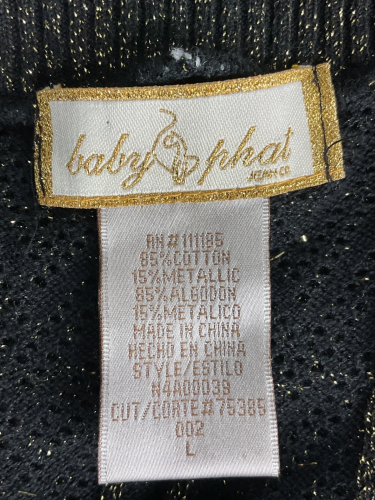 baby phat
JEAN CO
RN#111185
85%COTTON
15%METALLIC
85%ALGODON
15%METALICO
MADE IN CHINA
HECHO EN CHINA
STYLE/ESTILO
N4A00039
CUT/CORTE#75385
002
L